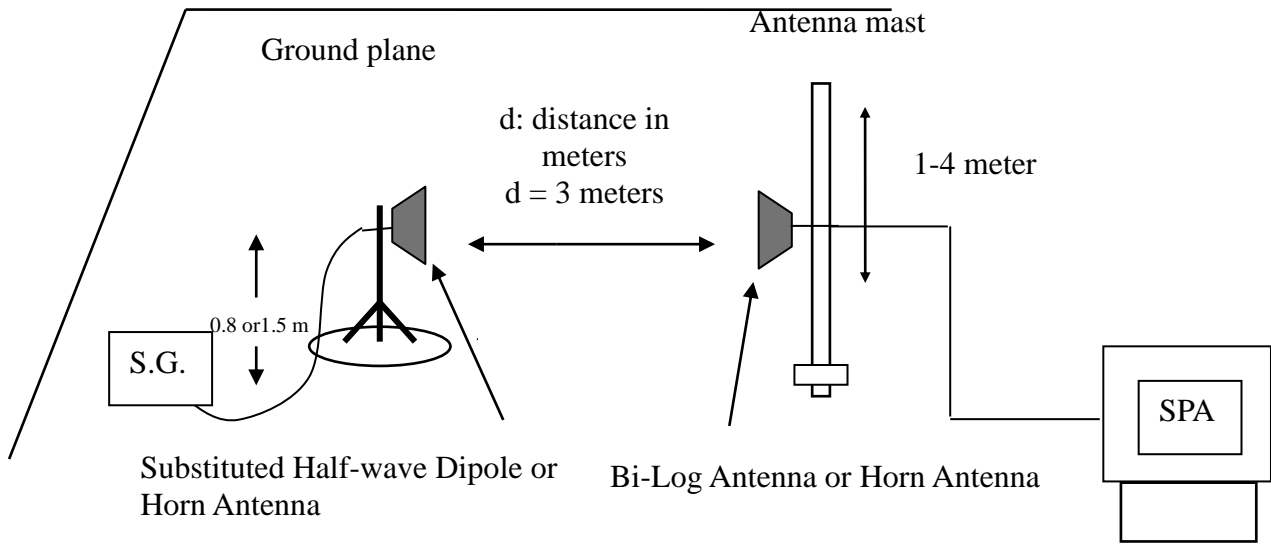 Antenna mast
Ground plane
d: distance in
meters
d = 3 meters
1-4 meter
0.8 or1.5 m
S.G.
SPA
Substituted Half-wave Dipole or
Horn Antenna
Bi-Log Antenna or Horn Antenna